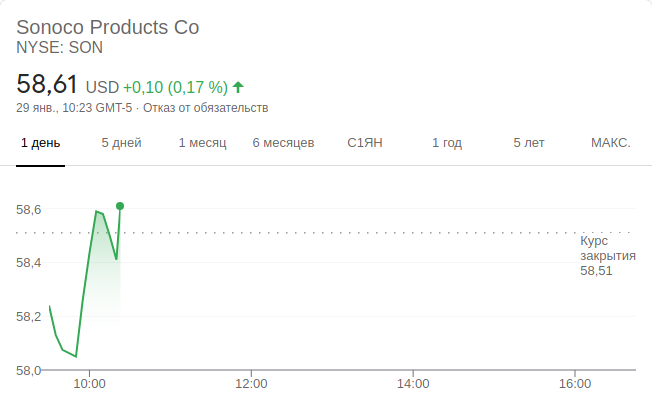 Sonoco Products Co
NYSE: SON
58,61 USD +0,10 (0,17 %)
29 янв., 10:23 GMT-5 · Отказ от обязательств
1 день 5 дней 1 месяц 6 месяцев С1ЯН 1 год 5 лет МАКС.
58,6
Курс
закрытия
58,51
58,4
58,2
58,0
10:00 12:00 14:00 16:00